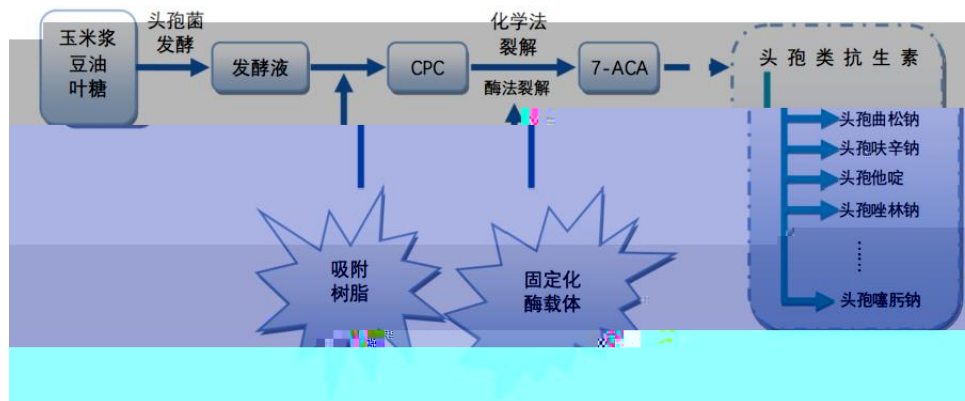 玉米浆
豆油
叶糖
头孢菌
发酵
发酵液
CPC
化学法
裂解
酶法裂解
7-ACA
头孢类抗生素
头孢曲松钠
头孢呋辛钠
头孢他啶
头孢唑林钠
……
头孢噻肟钠
吸附
树脂
固定化
酶载体